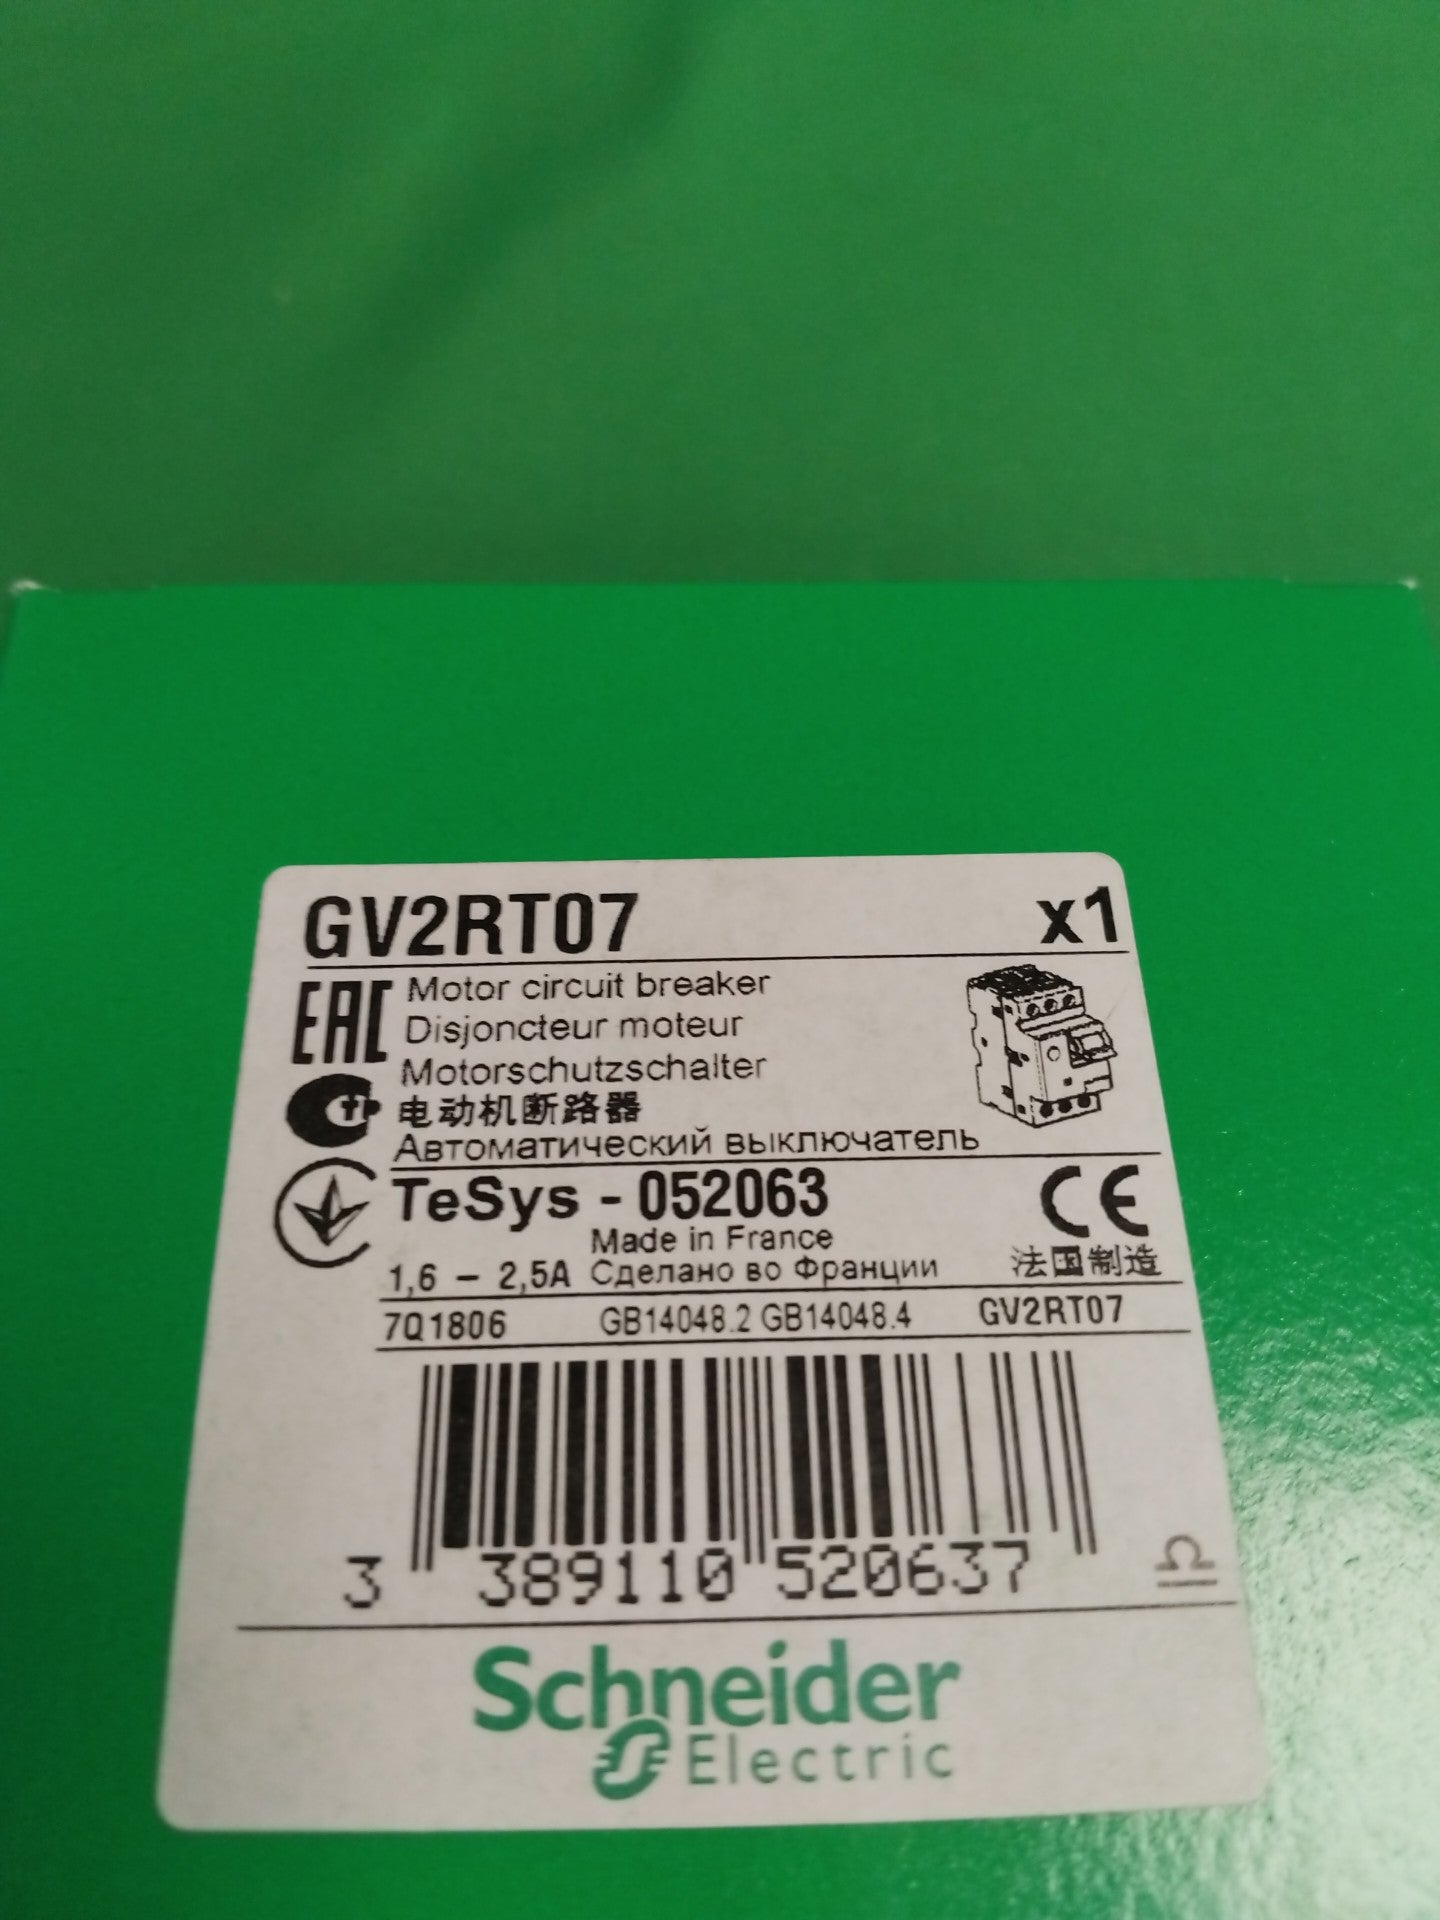 GV2RT07 x1
EAC Motor circuit breaker
Disjoncteur moteur
Motorschutzschalter
电动机断路器
Автоматический выключатель
TeSys - 052063 CE
Made in France
1,6 - 2,5A Сделано во Франции 法国制造
7Q1806 GB14048.2 GB14048.4 GV2RT07
3 389110 520637
Schneider
Electric